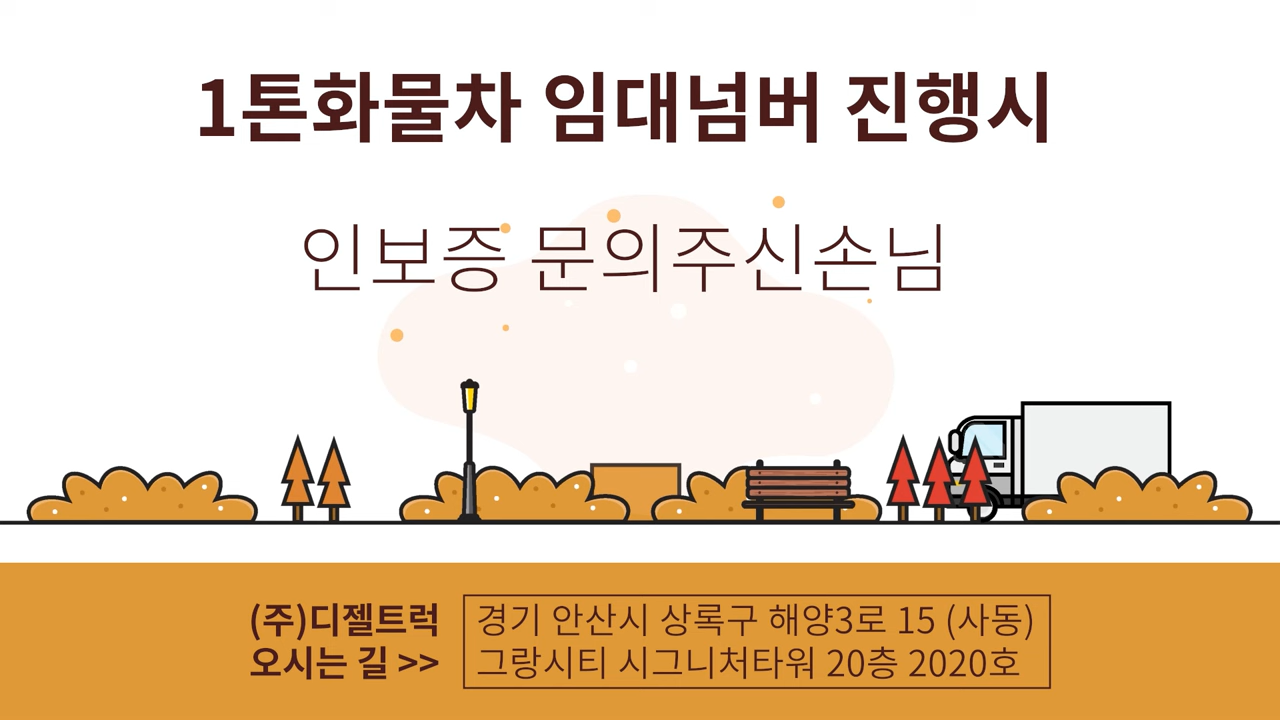 1톤화물차 임대넘버 진행시
인보증 문의주신손님
(주)디젤트럭
오시는 길 >>
경기 안산시 상록구 해양3로 15 (사동)
그랑시티 시그니처타워 20층 2020호